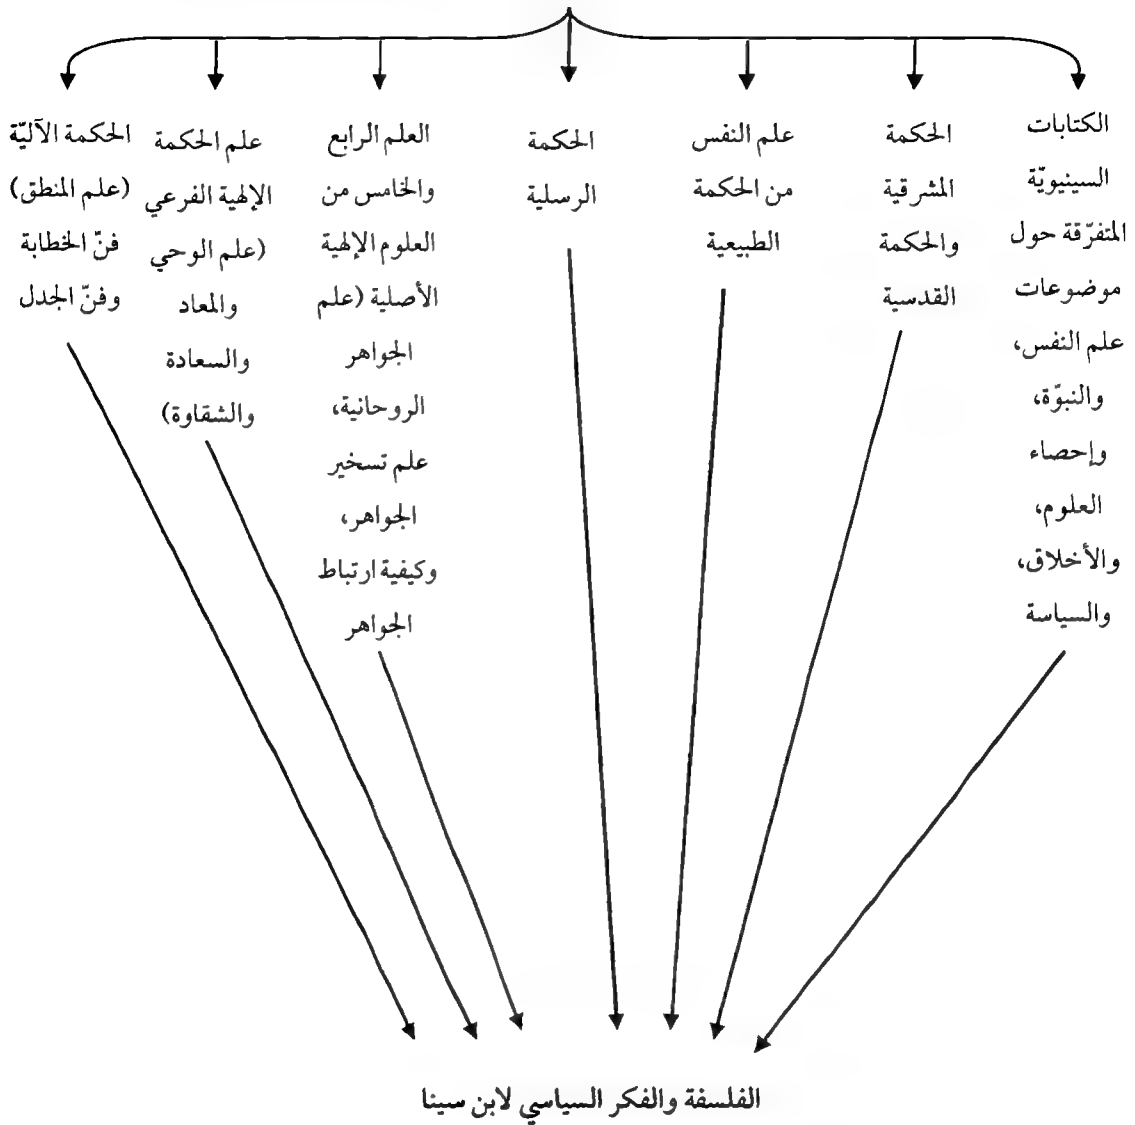 الكتابات
السينيويّة
المتفرّقة حول
موضوعات
علم النفس،
والنبوّة،
وإحصاء
العلوم،
والأخلاق،
والسياسة
الحكمة
المشرقية
والحكمة
القدسية
علم النفس
من الحكمة
الطبيعية
الحكمة
الرسلية
العلم الرابع
والخامس من
العلوم الإلهية
الأصلية (علم
الجواهر
الروحانية،
علم تسخير
الجواهر،
وكيفية ارتباط
الجواهر
علم الحكمة
الإلهية الفرعي
(علم الوحي
والمعاد
والسعادة
والشقاوة)
الحكمة الآليّة
(علم المنطق)
فنّ الخطابة
وفنّ الجدل
الفلسفة والفكر السياسي لابن سينا